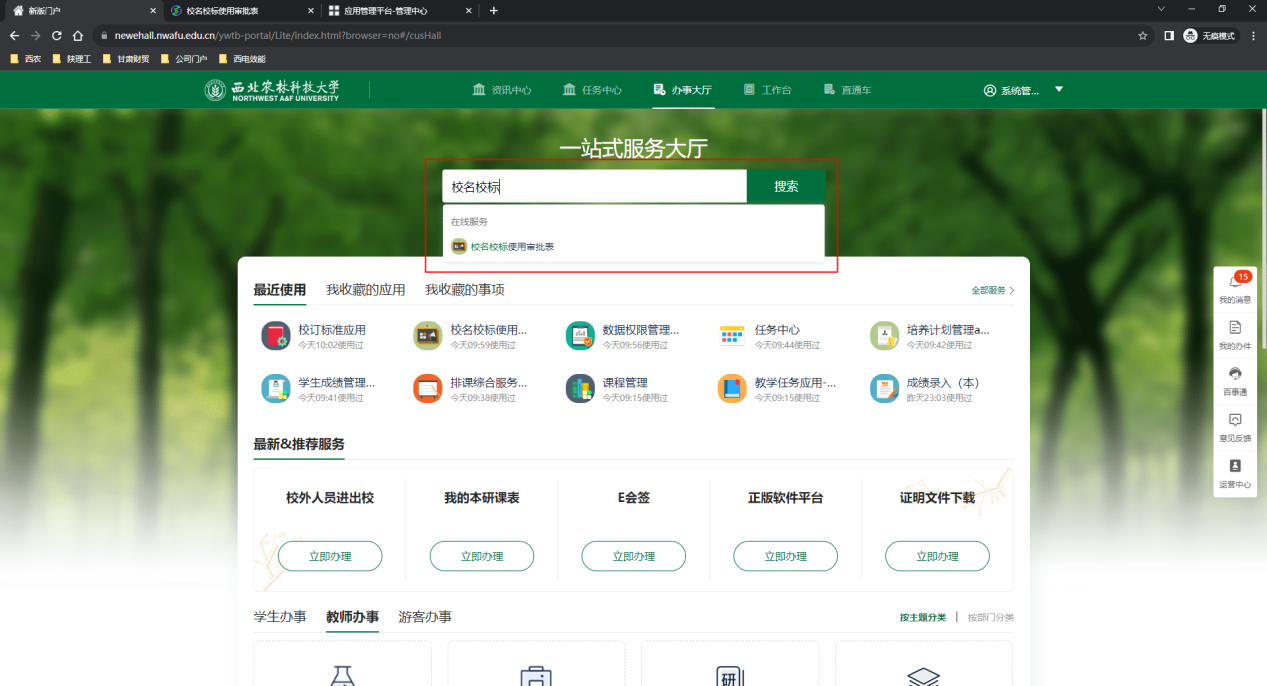 新版门户
校名校标使用审批表
应用管理平台-管理中心
newehall.nwafu.edu.cn/ywtb-portal/Lite/index.html?browser=no#/cusHall
无痕模式
西农
陕理工
甘肃财贸
公司门户
西电效能
西北农林科技大学
NORTHWEST A&F UNIVERSITY
资讯中心
任务中心
办事大厅
工作台
直通车
系统管...
一站式服务大厅
校名校标
搜索
在线服务
校名校标使用审批表
最近使用
我收藏的应用
我收藏的事项
全部服务
校订标准应用
今天10:02使用过
校名校标使用...
今天09:59使用过
数据权限管理...
今天09:56使用过
任务中心
今天09:44使用过
培养计划管理a...
今天09:42使用过
学生成绩管理...
今天09:41使用过
排课综合服务...
今天09:38使用过
课程管理
今天09:15使用过
教学任务应用-...
今天09:15使用过
成绩录入（本）
昨天23:03使用过
15
我的消息
我的办件
百事通
意见反馈
运营中心
最新&推荐服务
校外人员进出校
我的本研课表
E会签
正版软件平台
证明文件下载
立即办理
立即办理
立即办理
立即办理
立即办理
学生办事
教师办事
游客办事
按主题分类
按部门分类
研